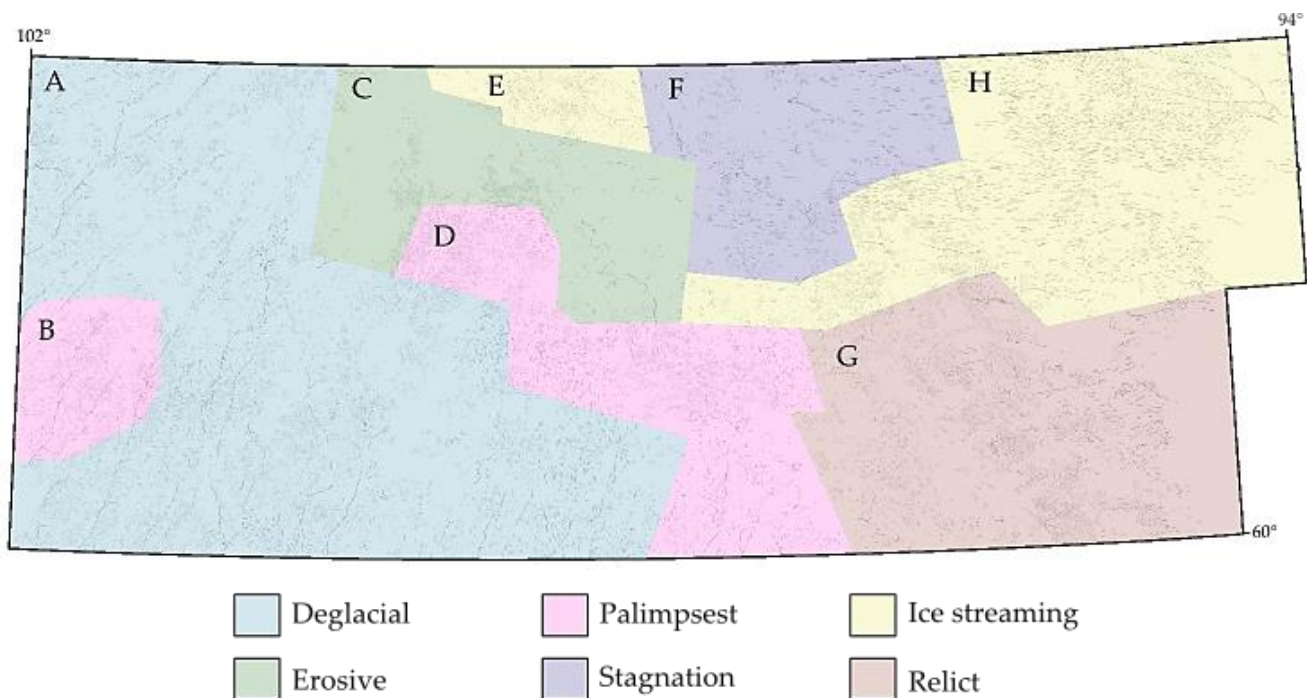 94°
102°
A
C
E
F
H
D
B
G
60°
Deglacial
Palimpsest
Ice streaming
Erosive
Stagnation
Relict